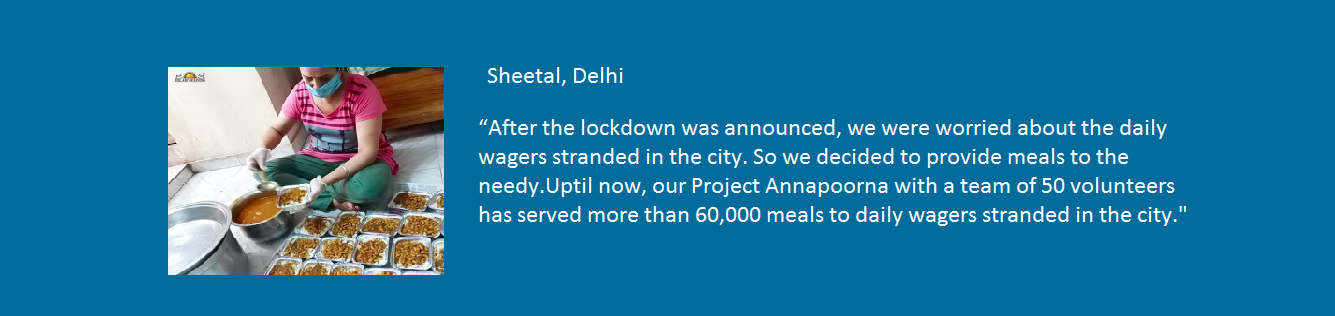 Sheetal, Delhi
“After the lockdown was announced, we were worried about the daily
wagers stranded in the city. So we decided to provide meals to the
needy.Uptil now, our Project Annapoorna with a team of 50 volunteers
has served more than 60,000 meals to daily wagers stranded in the city."